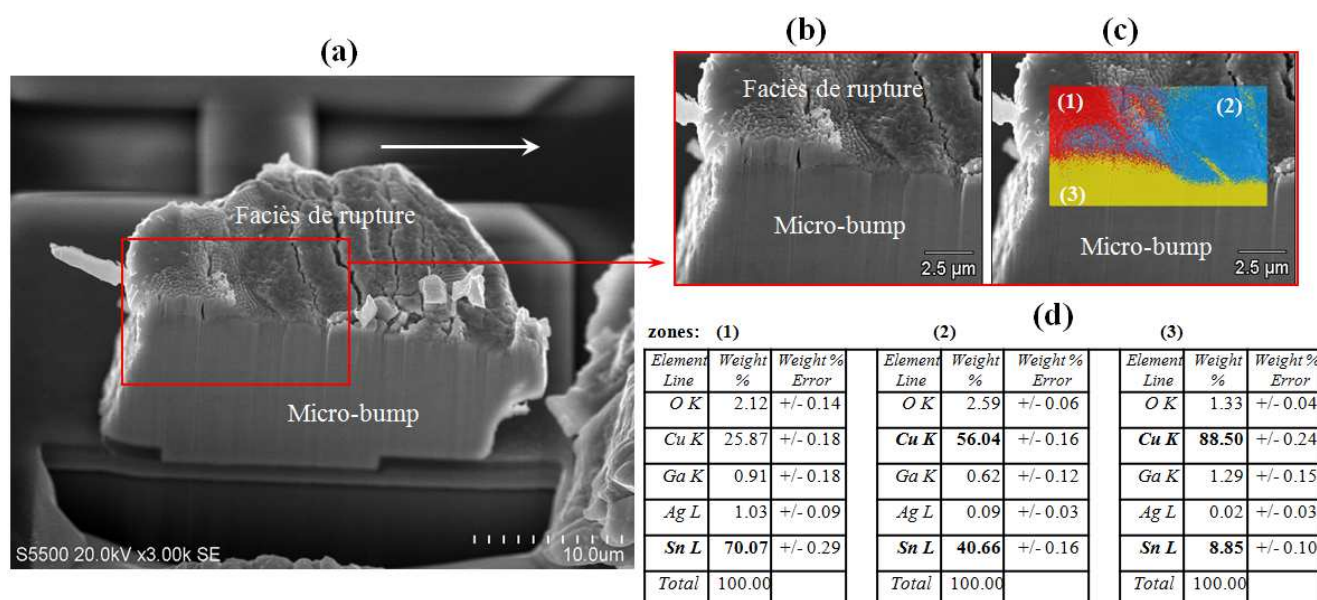 (a)
Faciès de rupture
Micro-bump
S5500 20.0kV x3.00k SE
10.0um
(b)
Faciès de rupture
Micro-bump
2.5 µm
(c)
(1)
(2)
(3)
Micro-bump
2.5 µm
(d)
zones: (1) (2) (3)
Element Line Weight % Weight % Error
O K 2.12 +/- 0.14
Cu K 25.87 +/- 0.18
Ga K 0.91 +/- 0.18
Ag L 1.03 +/- 0.09
Sn L 70.07 +/- 0.29
Total 100.00
Element Line Weight % Weight % Error
O K 2.59 +/- 0.06
Cu K 56.04 +/- 0.16
Ga K 0.62 +/- 0.12
Ag L 0.09 +/- 0.03
Sn L 40.66 +/- 0.16
Total 100.00
Element Line Weight % Weight % Error
O K 1.33 +/- 0.04
Cu K 88.50 +/- 0.24
Ga K 1.29 +/- 0.15
Ag L 0.02 +/- 0.03
Sn L 8.85 +/- 0.10
Total 100.00